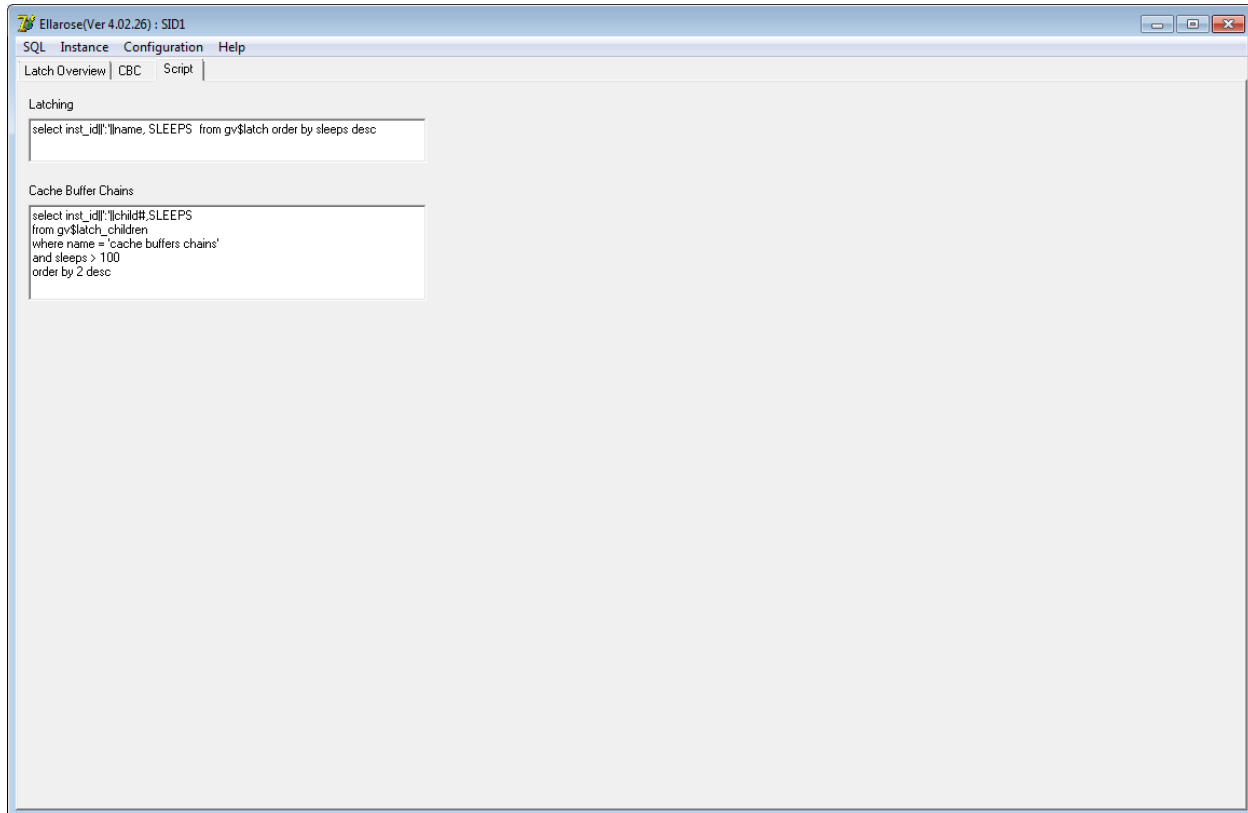 Ellarose(Ver 4.02.26) : SID1
SQL Instance Configuration Help
Latch Overview CBC Script
Latching
select inst_id||':'||name, SLEEPS  from gv$latch order by sleeps desc
Cache Buffer Chains
select inst_id||':'||child#,SLEEPS
from gv$latch_children
where name = 'cache buffers chains'
and sleeps > 100
order by 2 desc